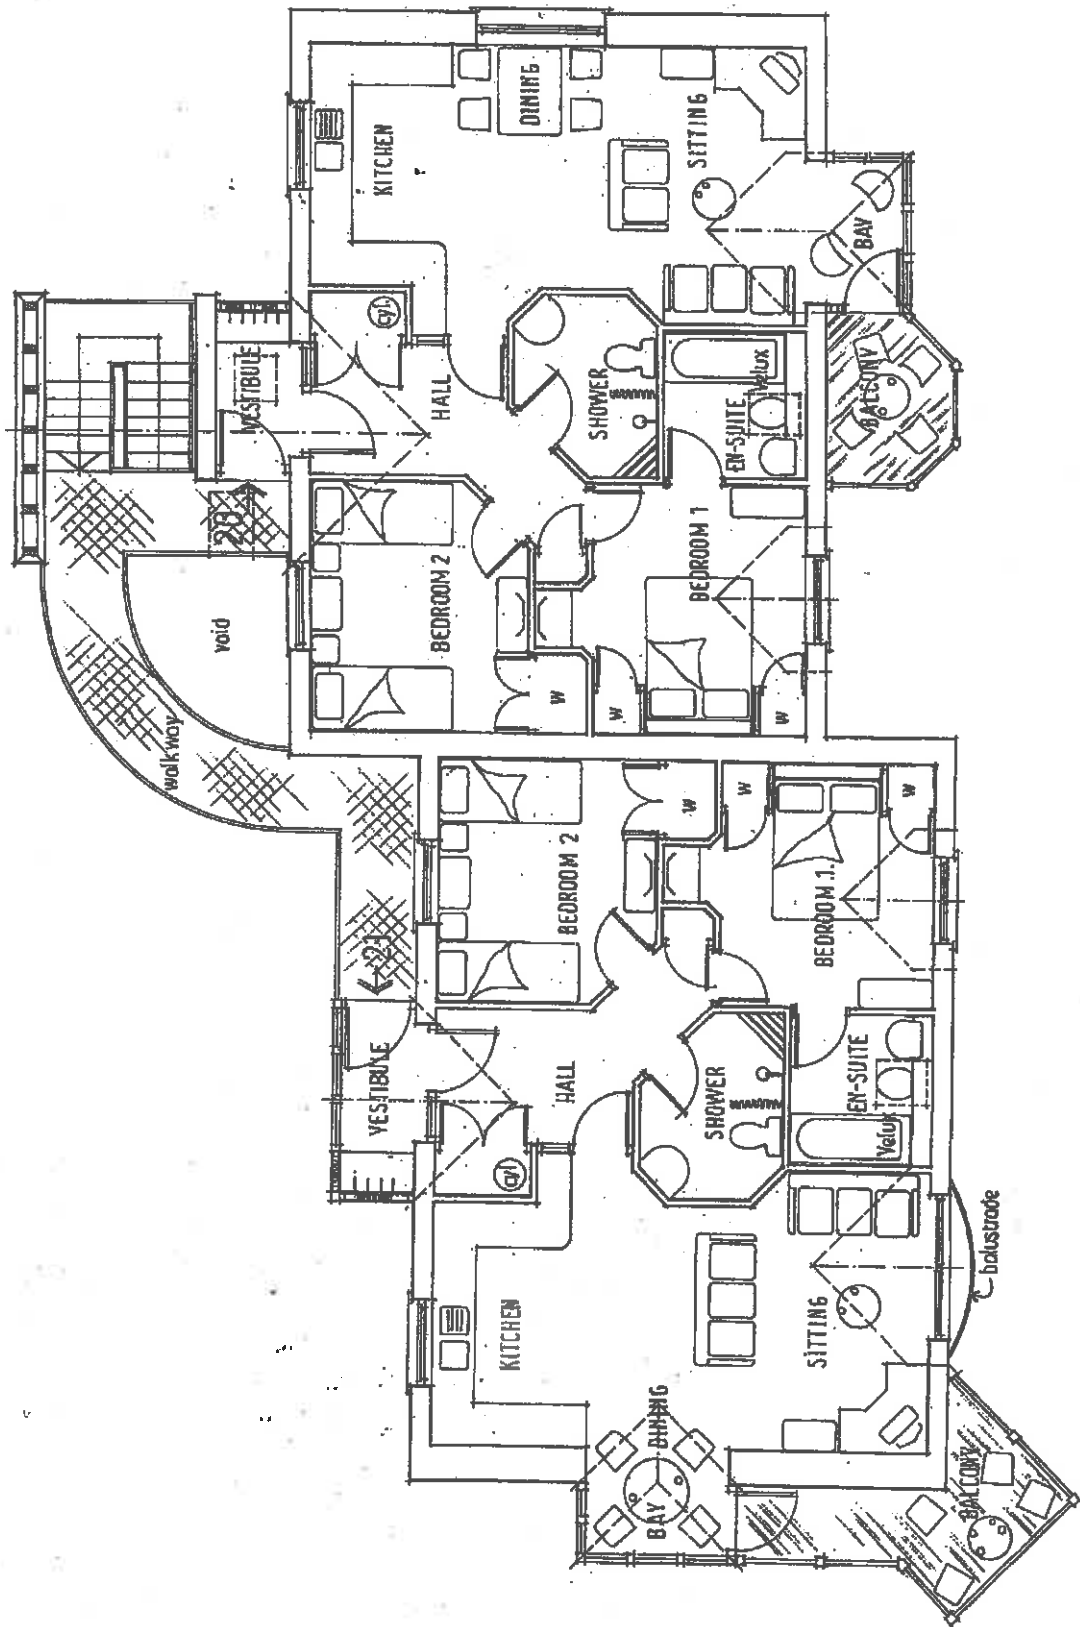 KITCHEN
DINING
SITTING
BAY
BALCONY
VESTIBULE
cyl
HALL
SHOWER
EN-SUITE
Velux
20
BEDROOM 2
BEDROOM 1
W
W
W
void
walkway
BEDROOM 2
BEDROOM 1.
W
W
W
21
VESTIBULE
HALL
cyl
SHOWER
EN-SUITE
Velux
KITCHEN
SITTING
DINING
BAY
BALCONY
balustrade